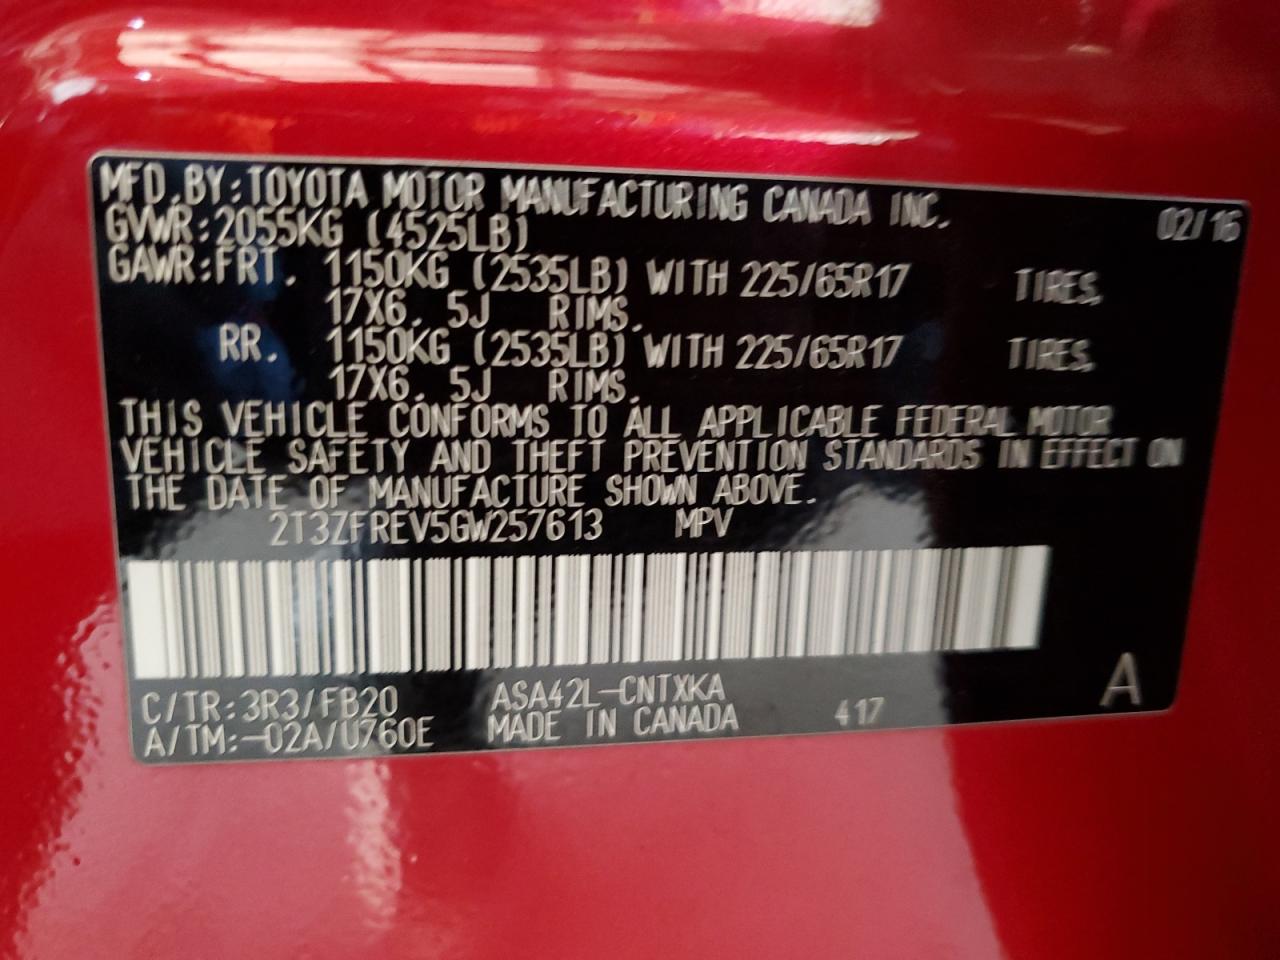 MFD.BY:TOYOTA MOTOR MANUFACTURING CANADA INC.
02/16
GVWR:2055KG (4525LB)
GAWR:FRT. 1150KG (2535LB) WITH 225/65R17 TIRES,
17X6.5J RIMS.
RR. 1150KG (2535LB) WITH 225/65R17 TIRES,
17X6.5J RIMS.
THIS VEHICLE CONFORMS TO ALL APPLICABLE FEDERAL MOTOR
VEHICLE SAFETY AND THEFT PREVENTION STANDARDS IN EFFECT ON
THE DATE OF MANUFACTURE SHOWN ABOVE.
2T3ZFREV5GW257613 MPV
C/TR:3R3/FB20 ASA42L-CNTXKA A
A/TM:-02A/U760E MADE IN CANADA 417